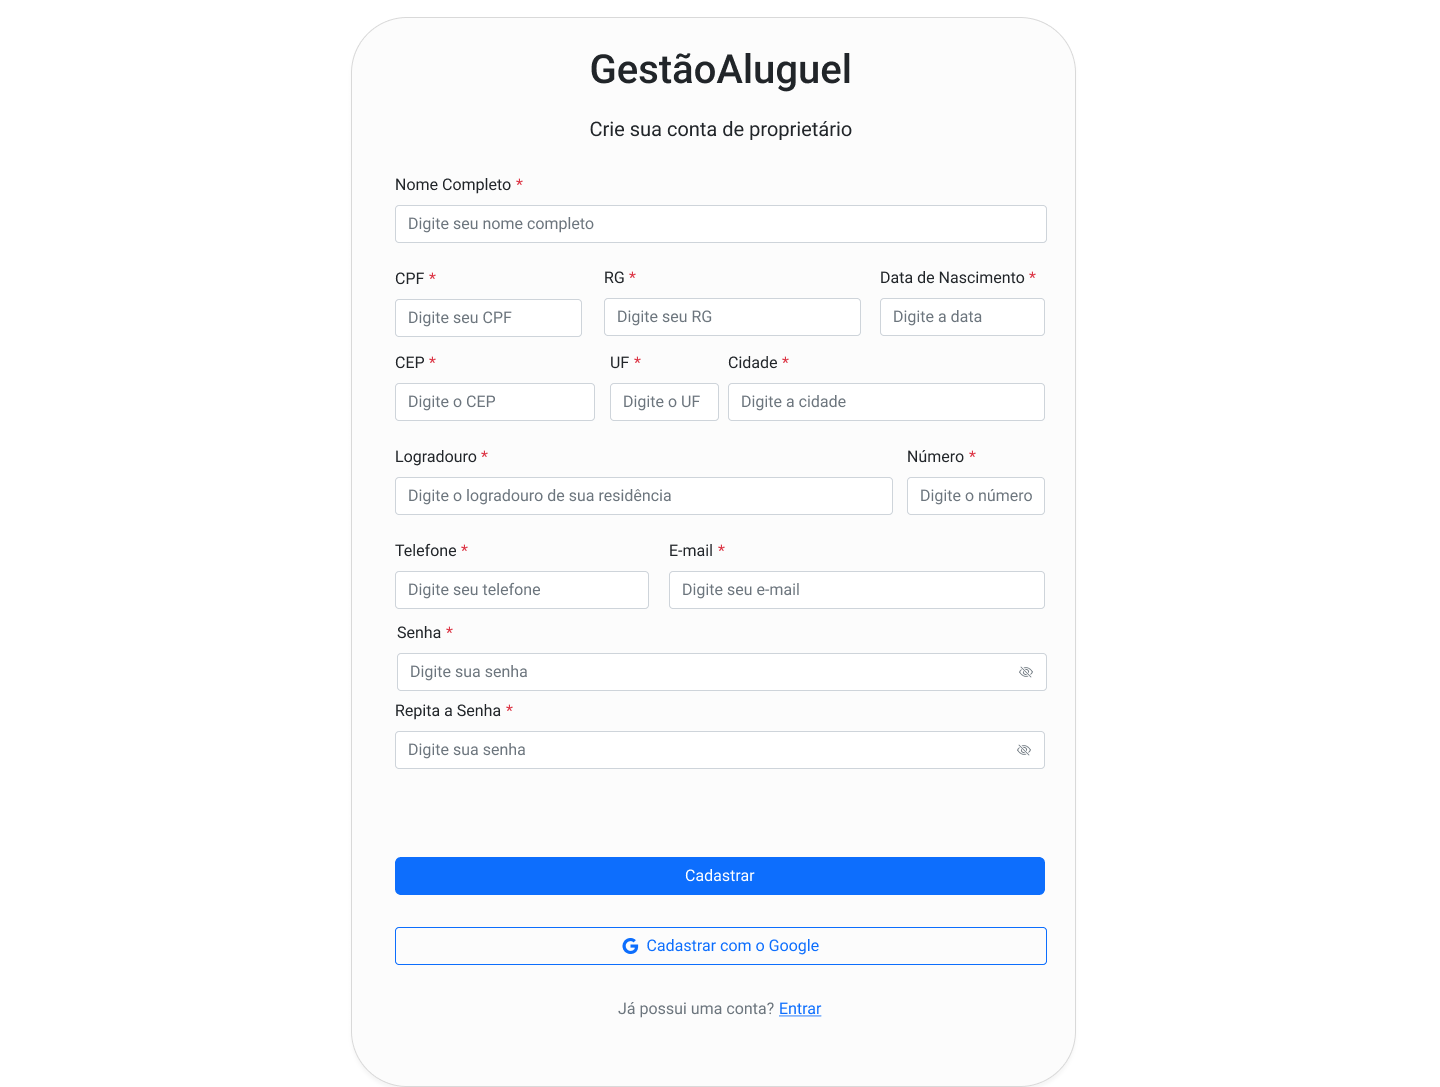 GestãoAluguel
Crie sua conta de proprietário
Nome Completo *
Digite seu nome completo
CPF * RG * Data de Nascimento *
Digite seu CPF Digite seu RG Digite a data
CEP * UF * Cidade *
Digite o CEP Digite o UF Digite a cidade
Logradouro * Número *
Digite o logradouro de sua residência Digite o número
Telefone * E-mail *
Digite seu telefone Digite seu e-mail
Senha *
Digite sua senha
Repita a Senha *
Digite sua senha
Cadastrar
G Cadastrar com o Google
Já possui uma conta? Entrar